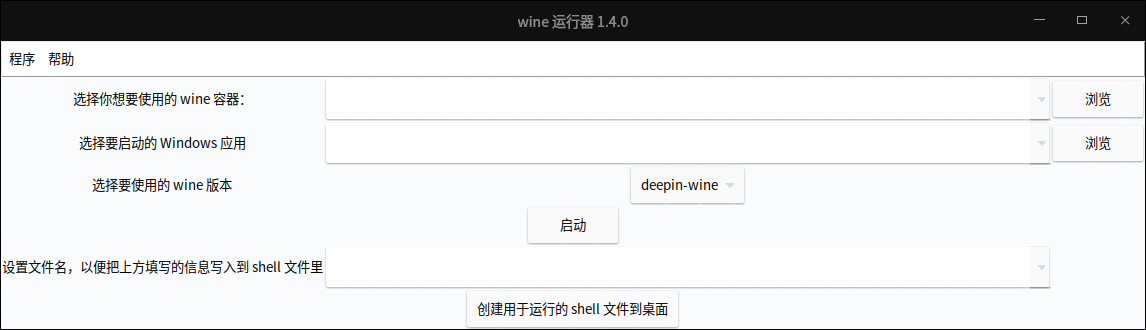 wine 运行器 1.4.0
程序 帮助
选择你想要使用的 wine 容器： 浏览
选择要启动的 Windows 应用 浏览
选择要使用的 wine 版本 deepin-wine
启动
设置文件名，以便把上方填写的信息写入到 shell 文件里
创建用于运行的 shell 文件到桌面